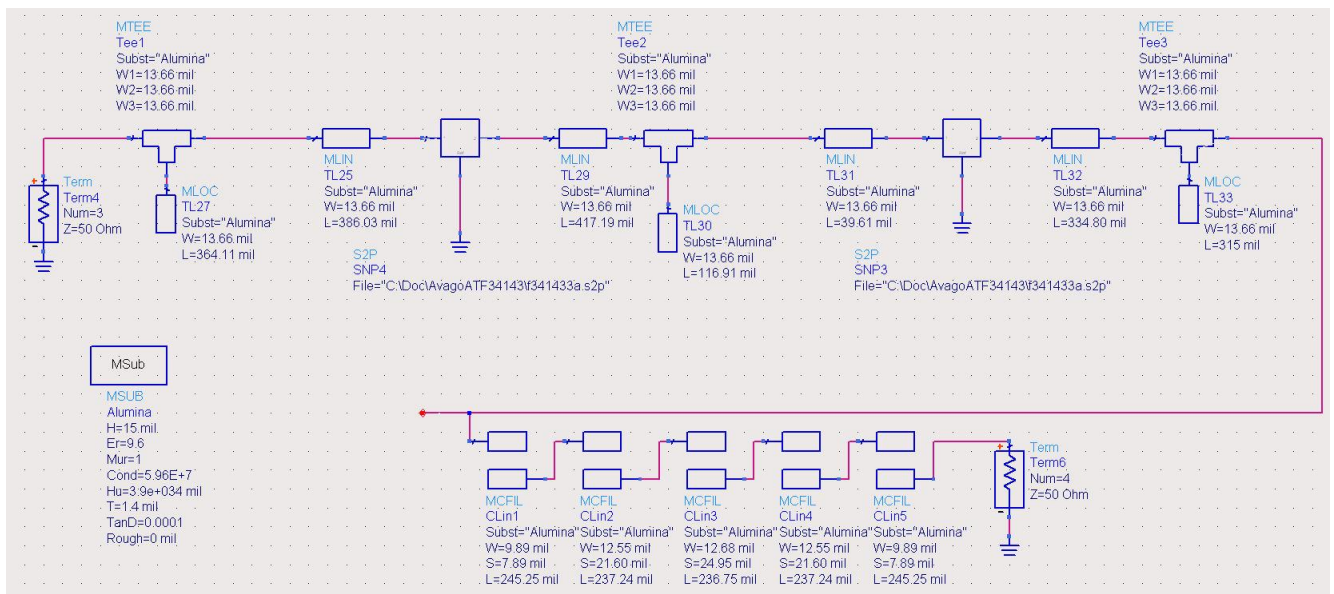 MTEE
Tee1
Subst="Alumina"
W1=13.66 mil
W2=13.66 mil
W3=13.66 mil
MTEE
Tee2
Subst="Alumina"
W1=13.66 mil
W2=13.66 mil
W3=13.66 mil
MTEE
Tee3
Subst="Alumina"
W1=13.66 mil
W2=13.66 mil
W3=13.66 mil
Term
Term4
Num=3
Z=50 Ohm
MLOC
TL27
Subst="Alumina"
W=13.66 mil
L=364.11 mil
MLIN
TL25
Subst="Alumina"
W=13.66 mil
L=386.03 mil
S2P
SNP4
File="C:\Doc\AvagoATF34143\f341433a.s2p"
MLIN
TL29
Subst="Alumina"
W=13.66 mil
L=417.19 mil
MLOC
TL30
Subst="Alumina"
W=13.66 mil
L=116.91 mil
MLIN
TL31
Subst="Alumina"
W=13.66 mil
L=39.61 mil
S2P
SNP3
File="C:\Doc\AvagoATF34143\f341433a.s2p"
MLIN
TL32
Subst="Alumina"
W=13.66 mil
L=334.80 mil
MLOC
TL33
Subst="Alumina"
W=13.66 mil
L=315 mil
MSub
MSUB
Alumina
H=15 mil
Er=9.6
Mur=1
Cond=5.96E+7
Hu=3.9e+034 mil
T=1.4 mil
TanD=0.0001
Rough=0 mil
MCFIL
CLin1
Subst="Alumina"
W=9.89 mil
S=7.89 mil
L=245.25 mil
MCFIL
CLin2
Subst="Alumina"
W=12.55 mil
S=21.60 mil
L=237.24 mil
MCFIL
CLin3
Subst="Alumina"
W=12.68 mil
S=24.95 mil
L=236.75 mil
MCFIL
CLin4
Subst="Alumina"
W=12.55 mil
S=21.60 mil
L=237.24 mil
MCFIL
CLin5
Subst="Alumina"
W=9.89 mil
S=7.89 mil
L=245.25 mil
Term
Term6
Num=4
Z=50 Ohm